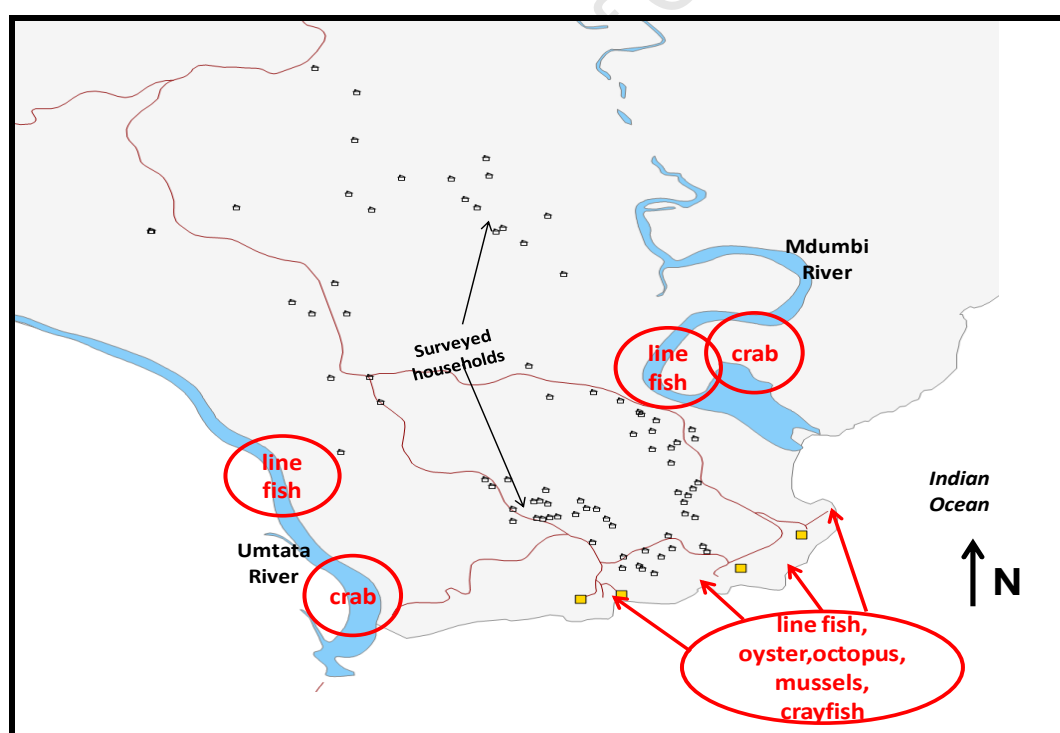 Mdumbi
River
Surveyed
households
line
fish
crab
line
fish
Indian
Ocean
Umtata
River
crab
N
line fish,
oyster,octopus,
mussels,
crayfish